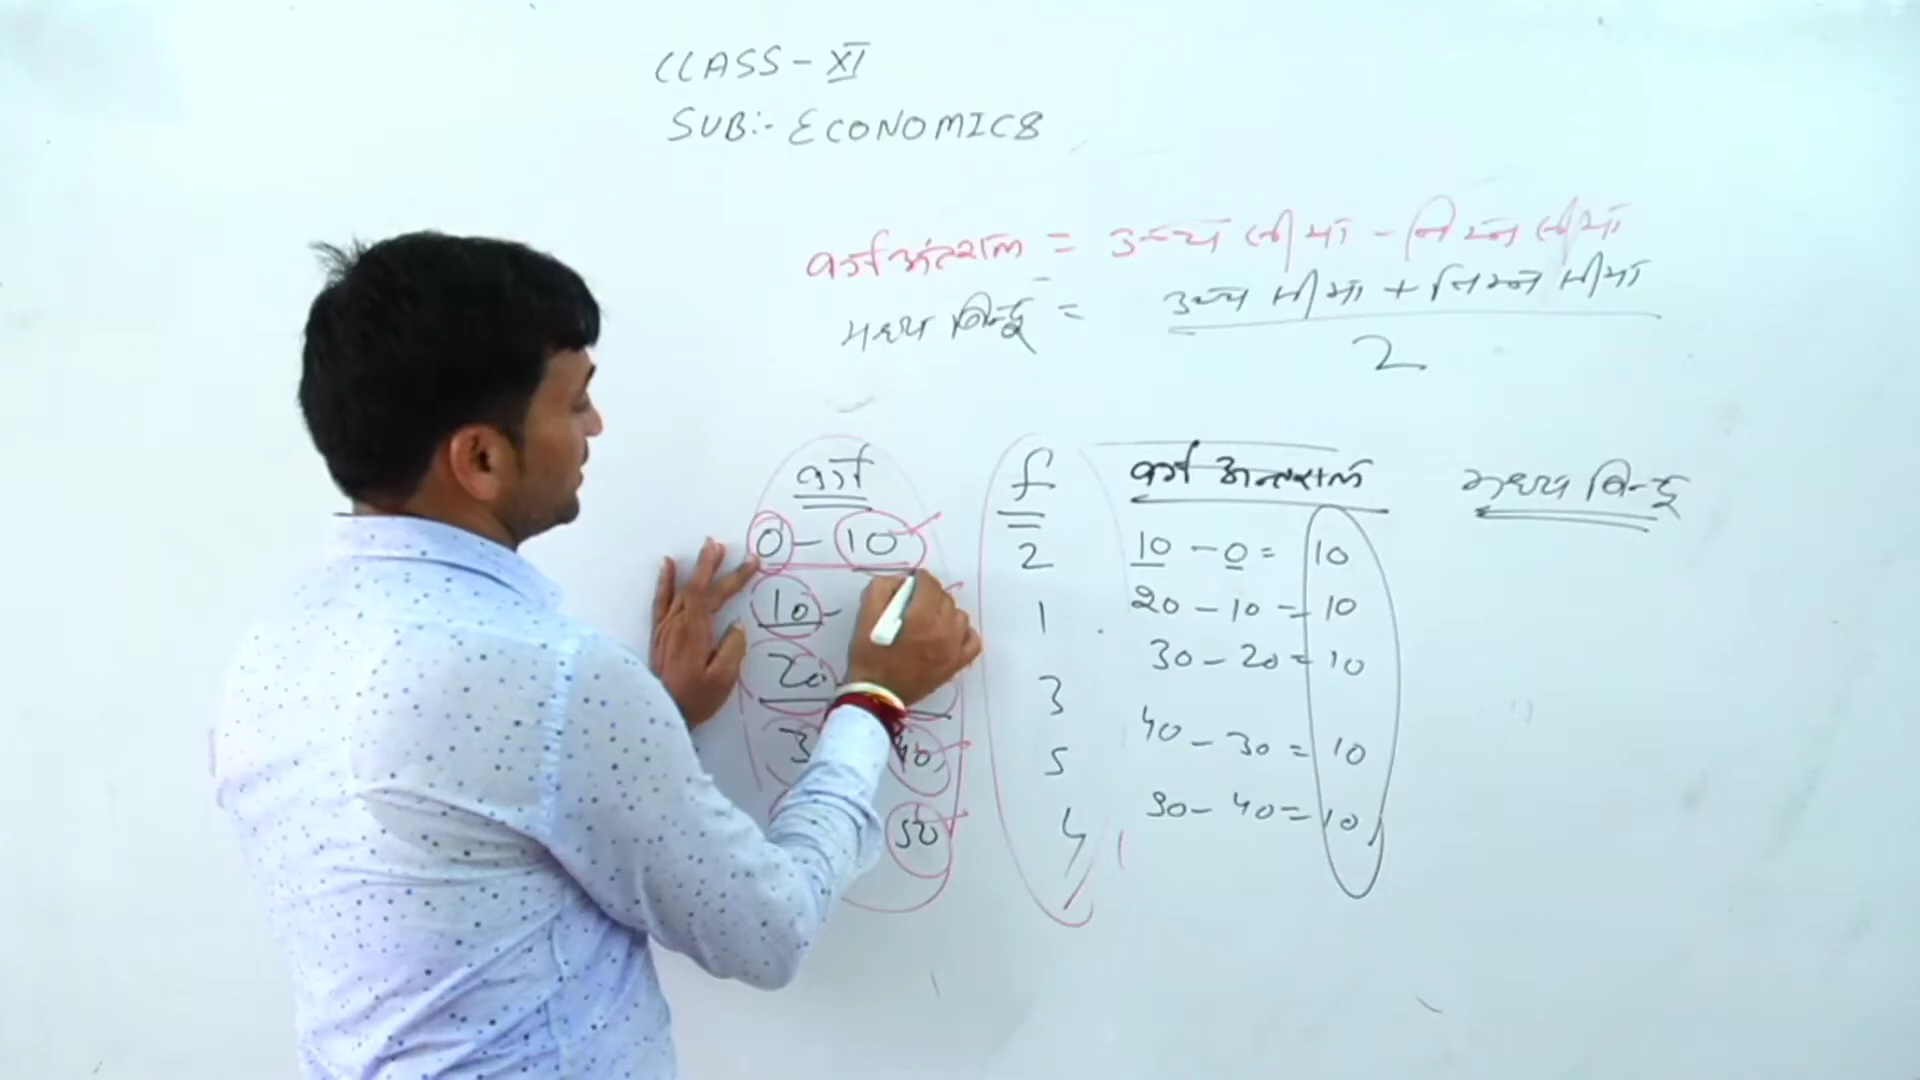 CLASS - XI
SUB:- ECONOMICS
वर्ग अंतराल = उच्च सीमा - निम्न सीमा
मध्य बिन्दु = उच्च सीमा + निम्न सीमा
2
वर्ग f वर्ग अन्तराल मध्य बिन्दु
0 - 10 2 10 - 0 = 10
10 - 1 20 - 10 = 10
20 3 30 - 20 = 10
3 40 5 40 - 30 = 10
50 4 50 - 40 = 10